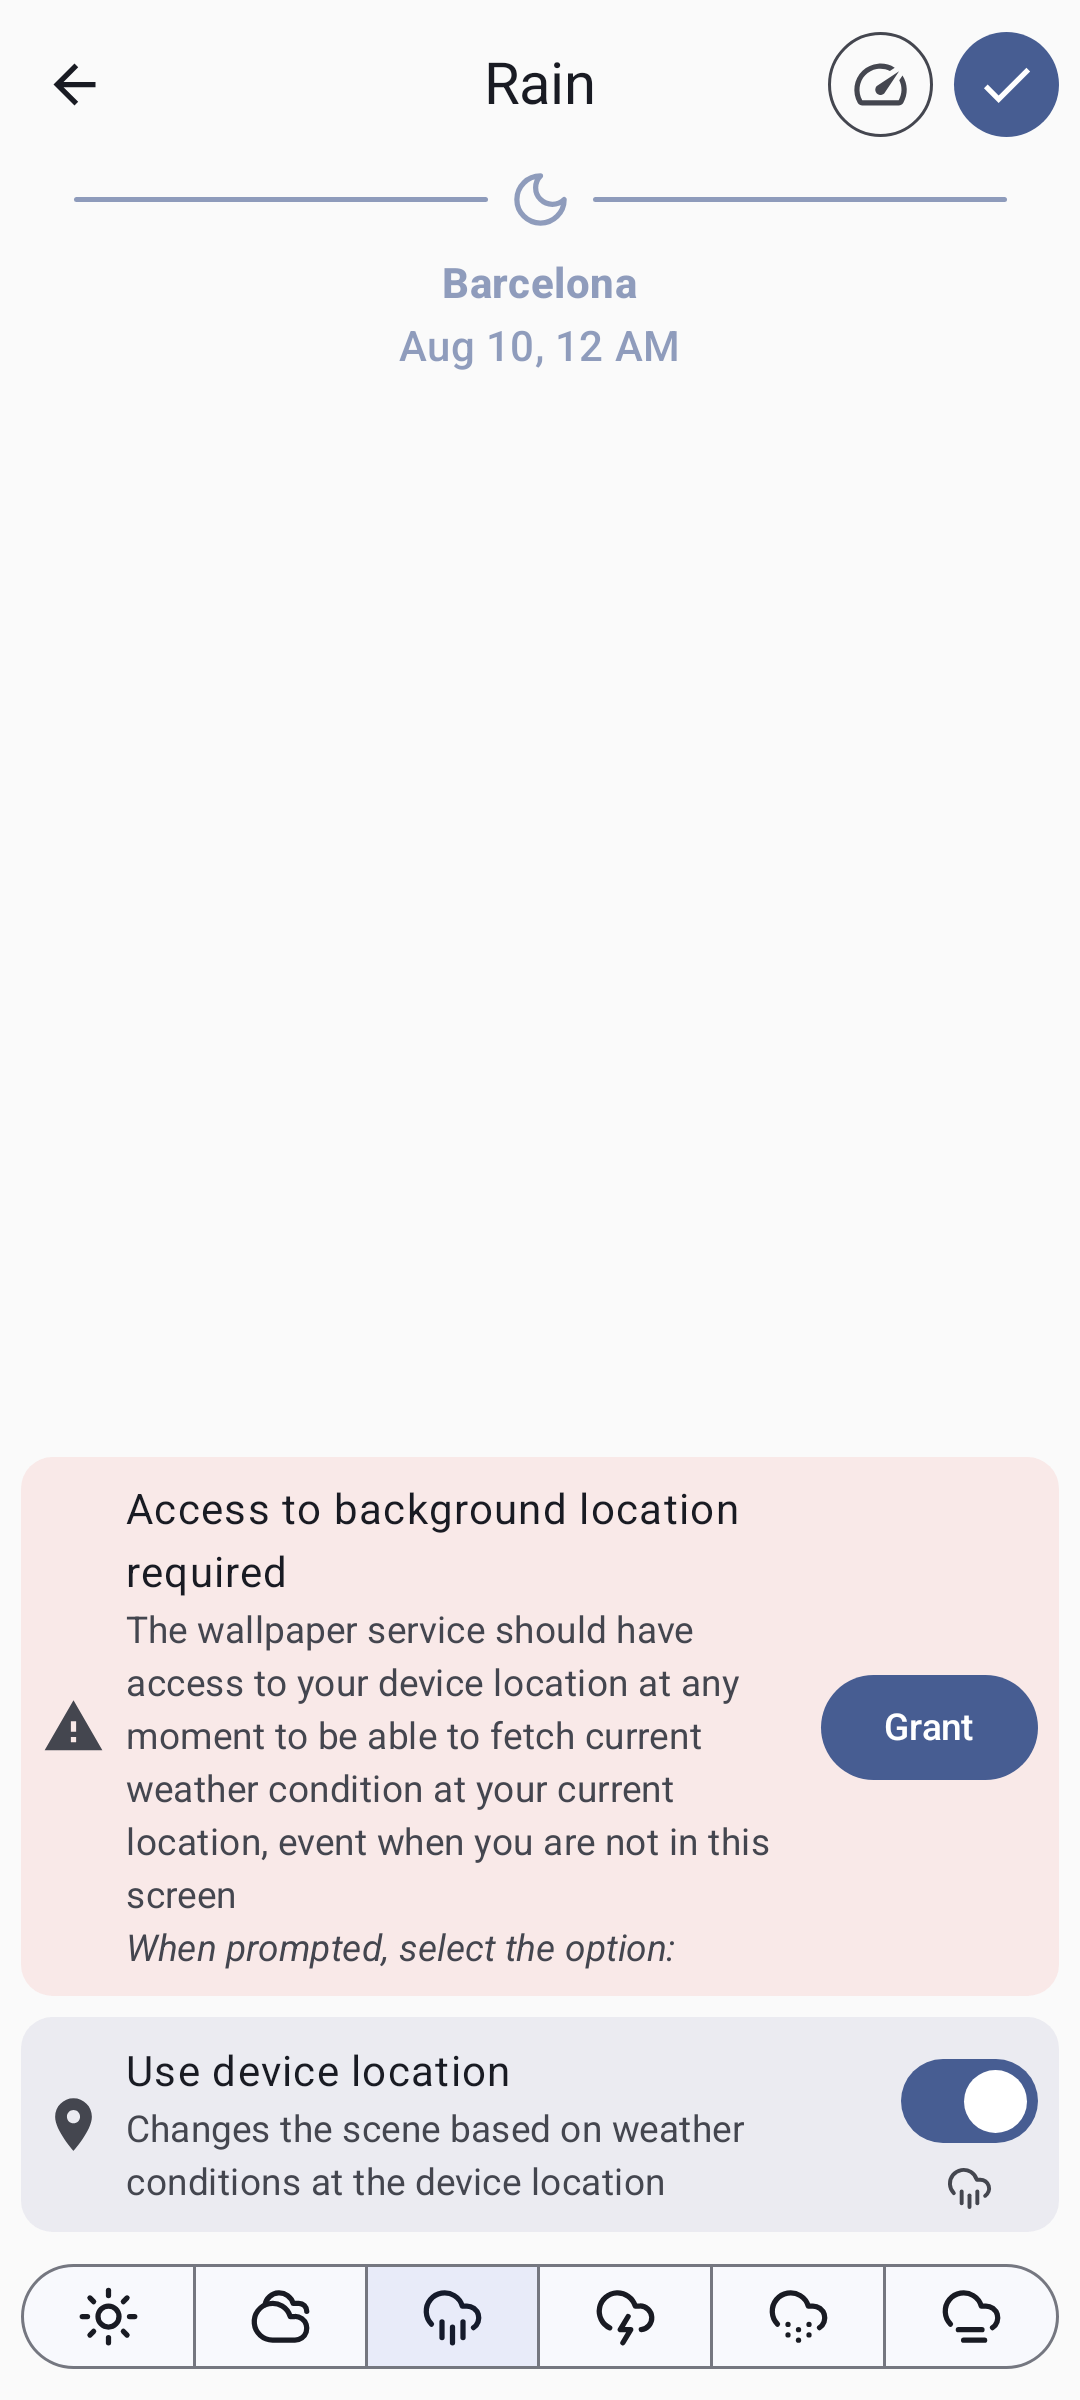 Rain
Barcelona
Aug 10, 12 AM
Access to background location
required
The wallpaper service should have
access to your device location at any
moment to be able to fetch current
weather condition at your current
location, event when you are not in this
screen
When prompted, select the option:
Grant
Use device location
Changes the scene based on weather
conditions at the device location